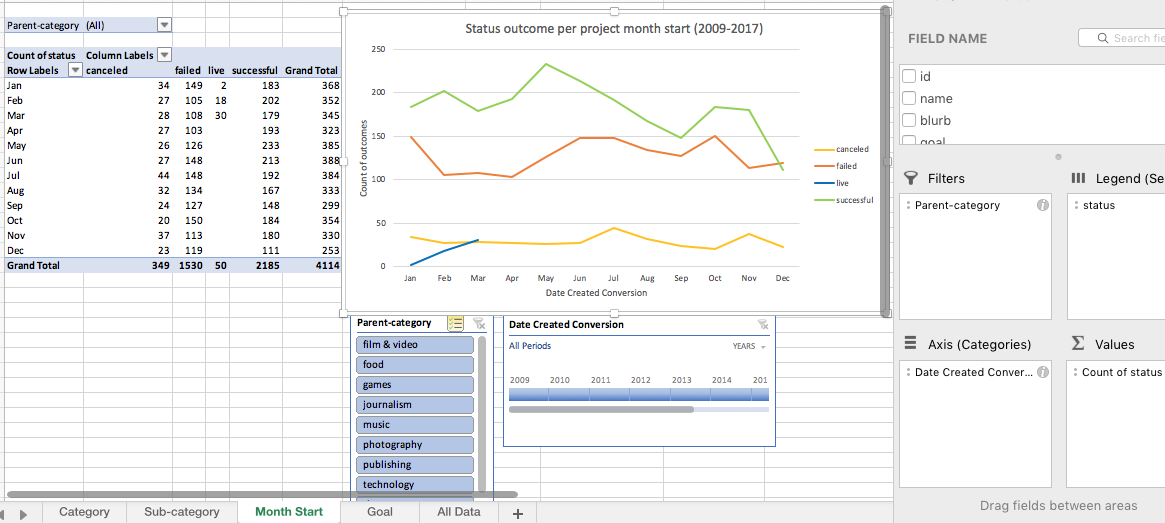 Parent-category (All)
Count of status Column Labels
Row Labels canceled failed live successful Grand Total
Jan 34 149 2 183 368
Feb 27 105 18 202 352
Mar 28 108 30 179 345
Apr 27 103 193 323
May 26 126 233 385
Jun 27 148 213 388
Jul 44 148 192 384
Aug 32 134 167 333
Sep 24 127 148 299
Oct 20 150 184 354
Nov 37 113 180 330
Dec 23 119 111 253
Grand Total 349 1530 50 2185 4114
Status outcome per project month start (2009-2017)
250
200
150
100
50
0
Count of outcomes
Jan Feb Mar Apr May Jun Jul Aug Sep Oct Nov Dec
Date Created Conversion
canceled
failed
live
successful
Parent-category
film & video
food
games
journalism
music
photography
publishing
technology
Date Created Conversion
All Periods YEARS
2009 2010 2011 2012 2013 2014 201
FIELD NAME
Search fie
id
name
blurb
goal
Filters
Parent-category
Legend (Se
status
Axis (Categories)
Date Created Conver...
Values
Count of status
Drag fields between areas
Category Sub-category Month Start Goal All Data